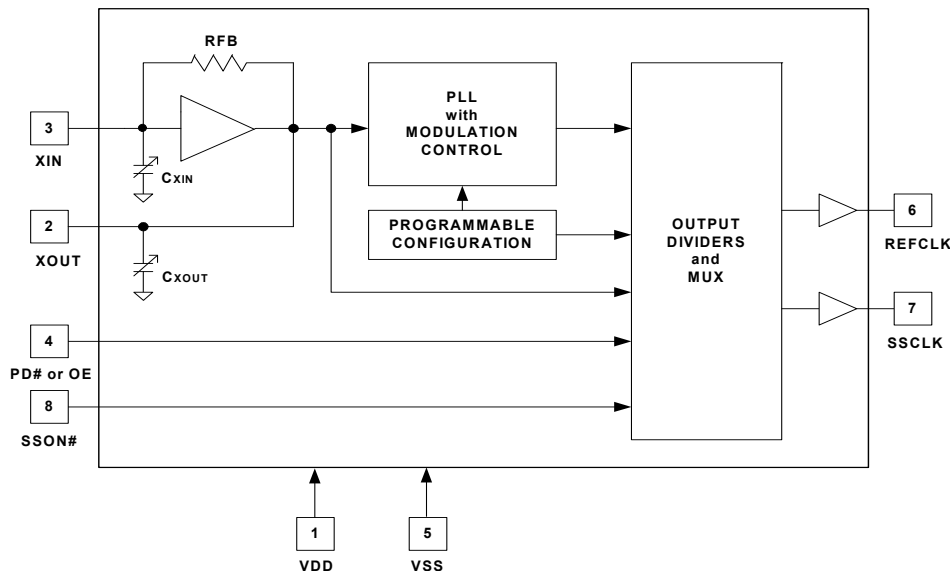 RFB
3
XIN
CXIN
2
XOUT
CXOUT
4
PD# or OE
8
SSON#
PLL
with
MODULATION
CONTROL
PROGRAMMABLE
CONFIGURATION
OUTPUT
DIVIDERS
and
MUX
6
REFCLK
7
SSCLK
1
VDD
5
VSS